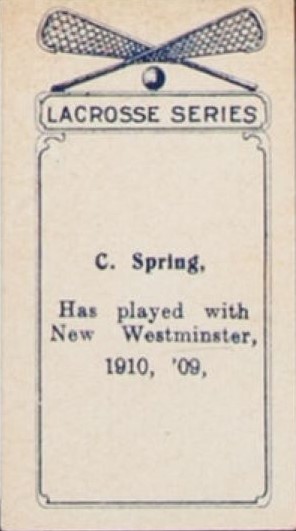 LACROSSE SERIES
C. Spring,
Has played with
New Westminster,
1910, '09,